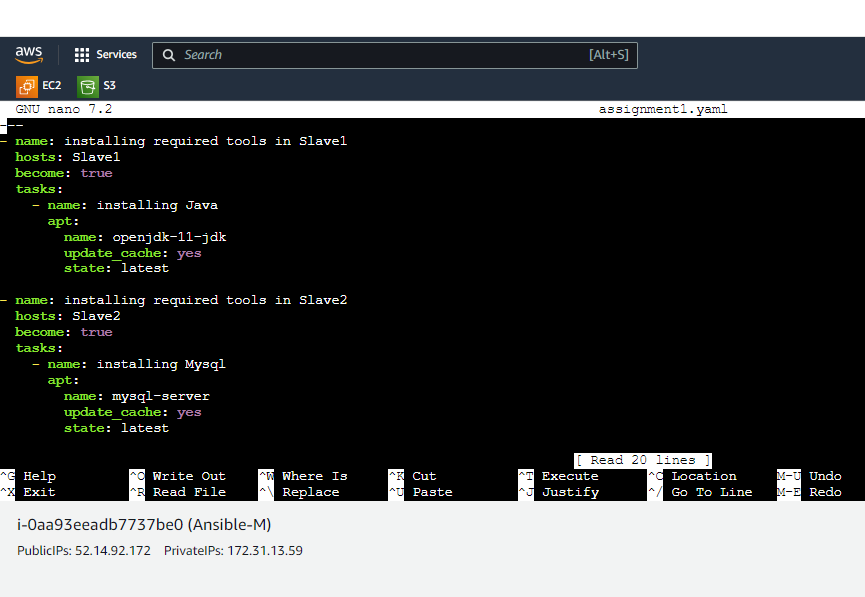 aws Services Search [Alt+S]
EC2 S3
GNU nano 7.2 assignment1.yaml
---
- name: installing required tools in Slave1
  hosts: Slave1
  become: true
  tasks:
    - name: installing Java
      apt:
        name: openjdk-11-jdk
        update_cache: yes
        state: latest
- name: installing required tools in Slave2
  hosts: Slave2
  become: true
  tasks:
    - name: installing Mysql
      apt:
        name: mysql-server
        update_cache: yes
        state: latest
[ Read 20 lines ]
^G Help ^O Write Out ^W Where Is ^K Cut ^T Execute ^C Location M-U Undo
^X Exit ^R Read File ^\ Replace ^U Paste ^J Justify ^/ Go To Line M-E Redo
i-0aa93eeadb7737be0 (Ansible-M)
PublicIPs: 52.14.92.172 PrivateIPs: 172.31.13.59